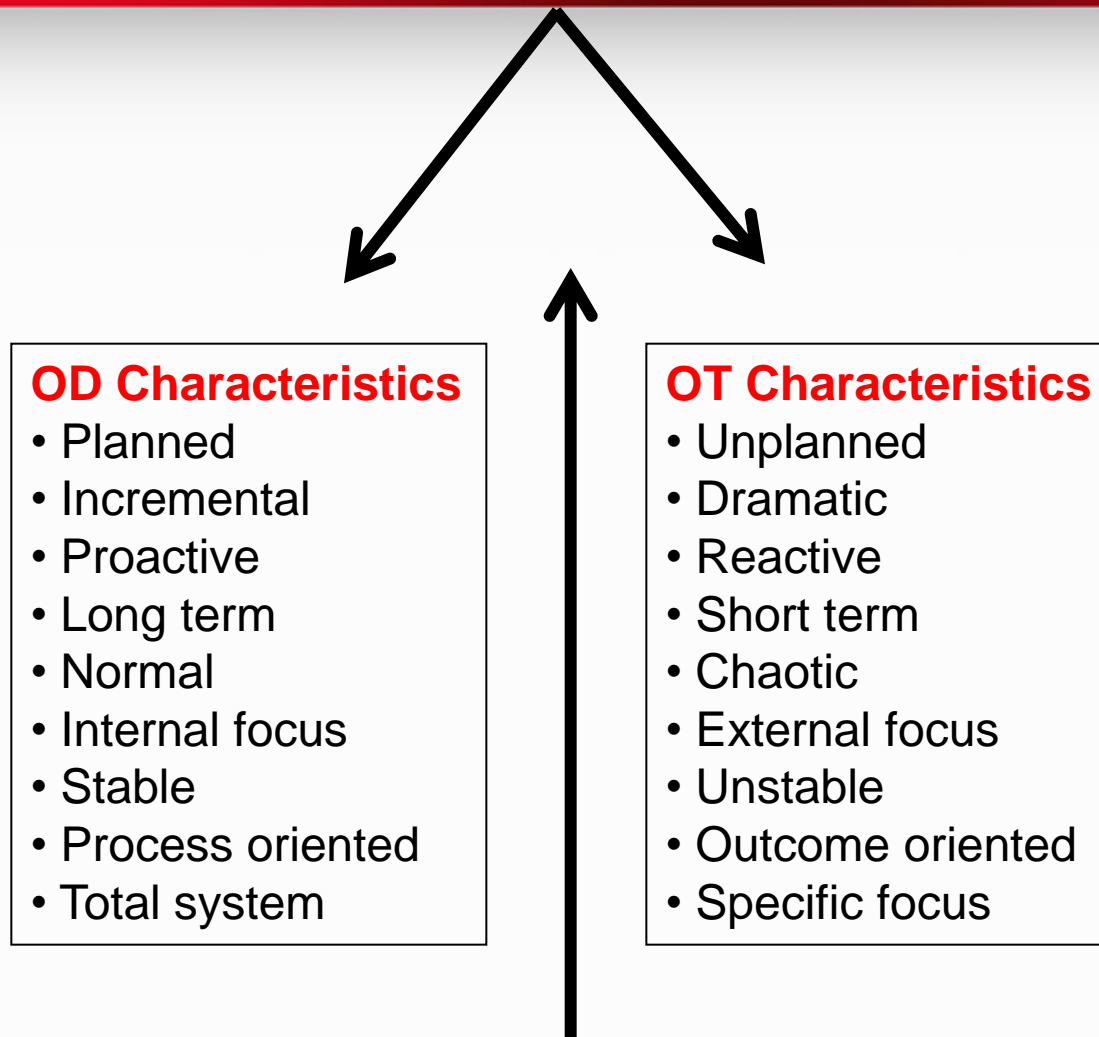 OD Characteristics
• Planned
• Incremental
• Proactive
• Long term
• Normal
• Internal focus
• Stable
• Process oriented
• Total system
OT Characteristics
• Unplanned
• Dramatic
• Reactive
• Short term
• Chaotic
• External focus
• Unstable
• Outcome oriented
• Specific focus